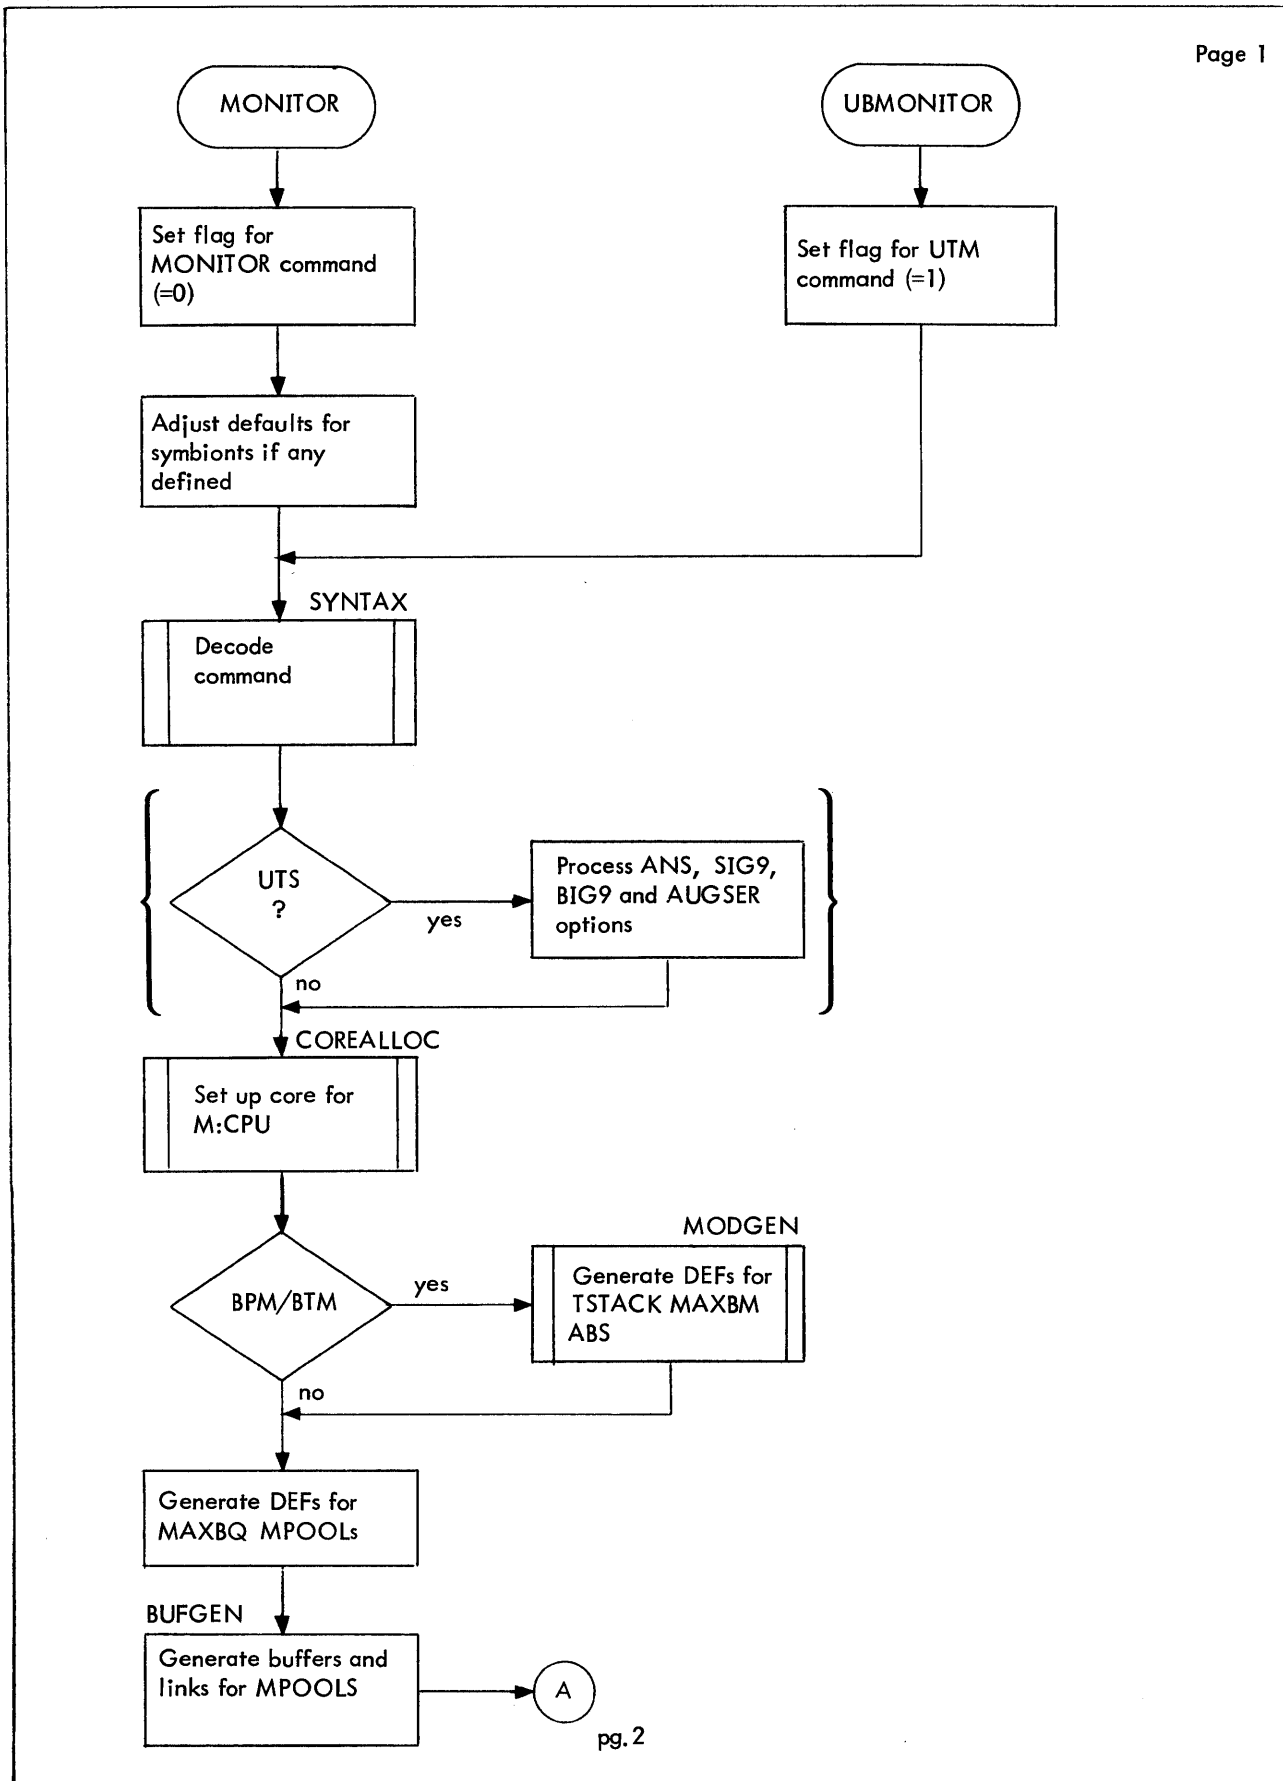 Page 1
MONITOR
UBMONITOR
Set flag for
MONITOR command
(=0)
Set flag for UTM
command (=1)
Adjust defaults for
symbionts if any
defined
SYNTAX
Decode
command
UTS
?
yes
Process ANS, SIG9,
BIG9 and AUGSER
options
no
COREALLOC
Set up core for
M:CPU
MODGEN
BPM/BTM
yes
Generate DEFs for
TSTACK MAXBM
ABS
no
Generate DEFs for
MAXBQ MPOOLs
BUFGEN
Generate buffers and
links for MPOOLS
A
pg. 2